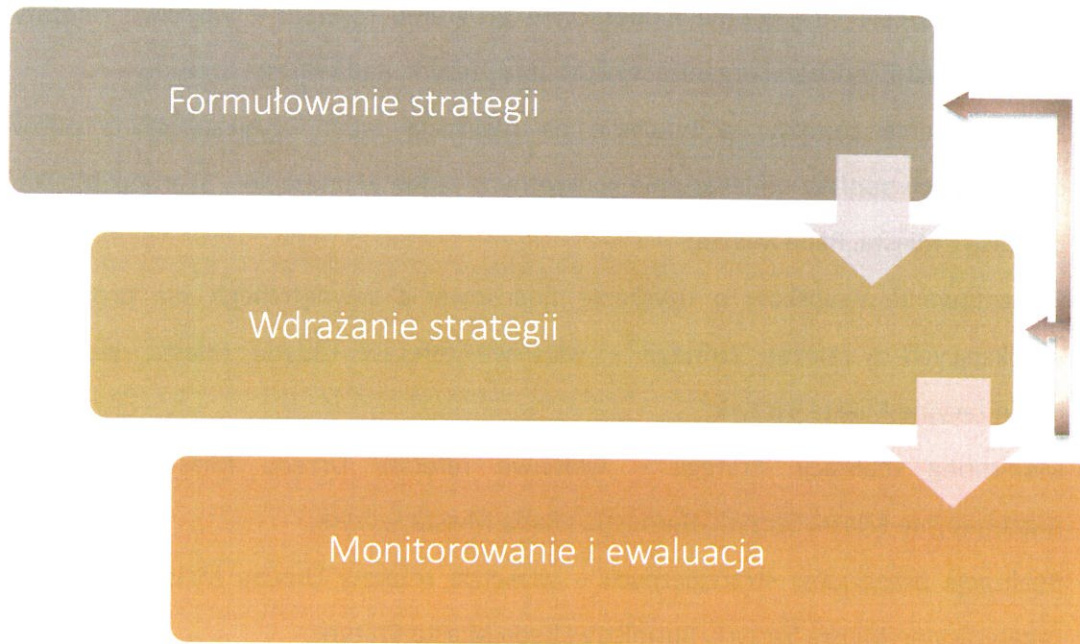 Formułowanie strategii
Wdrażanie strategii
Monitorowanie i ewaluacja